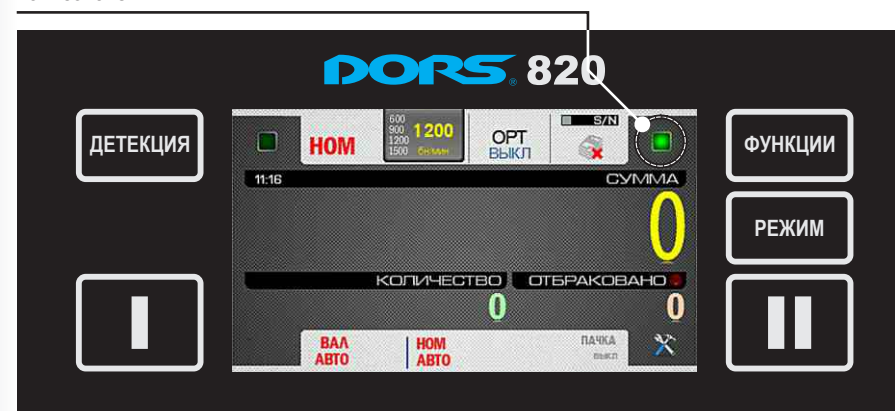 DORS® 820
ДЕТЕКЦИЯ
НОМ
600
900
1200
1500
1200
бн/мин
ОРТ
ВЫКЛ
S/N
ФУНКЦИИ
11:16
СУММА
0
РЕЖИМ
КОЛИЧЕСТВО
ОТБРАКОВАНО
0
0
ВАЛ
АВТО
НОМ
АВТО
ПАЧКА
ВЫКЛ